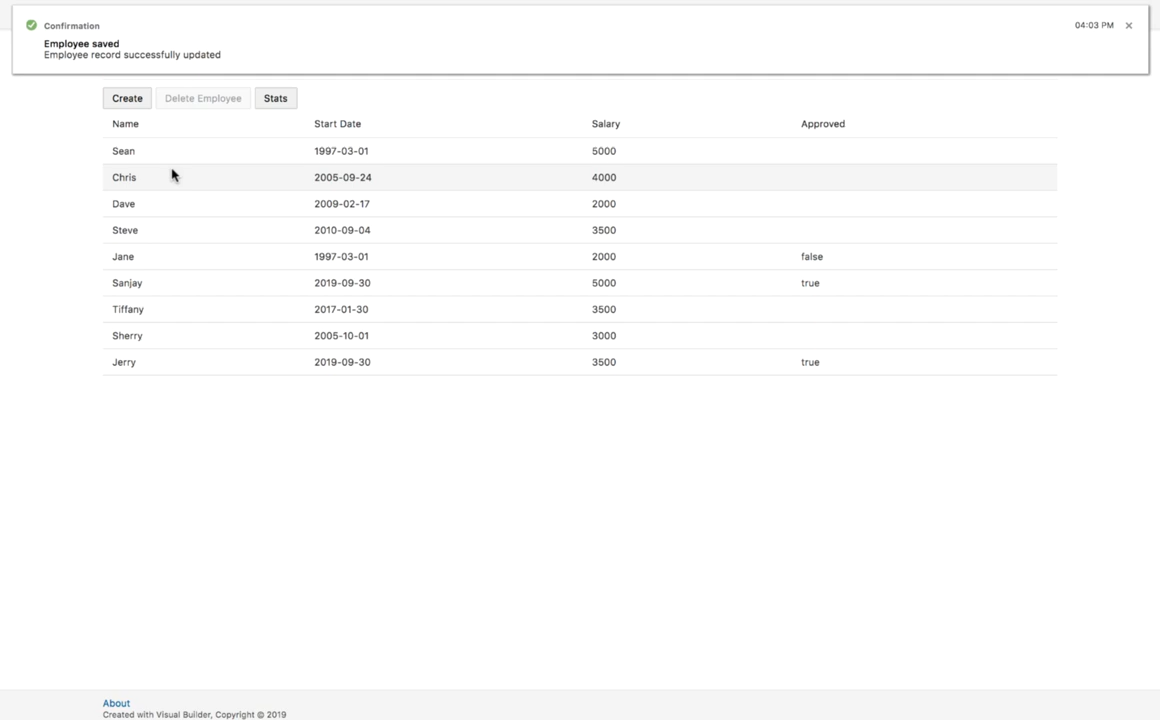 Confirmation 04:03 PM
Employee saved
Employee record successfully updated
Create Delete Employee Stats
Name Start Date Salary Approved
Sean 1997-03-01 5000
Chris 2005-09-24 4000
Dave 2009-02-17 2000
Steve 2010-09-04 3500
Jane 1997-03-01 2000 false
Sanjay 2019-09-30 5000 true
Tiffany 2017-01-30 3500
Sherry 2005-10-01 3000
Jerry 2019-09-30 3500 true
About
Created with Visual Builder, Copyright © 2019